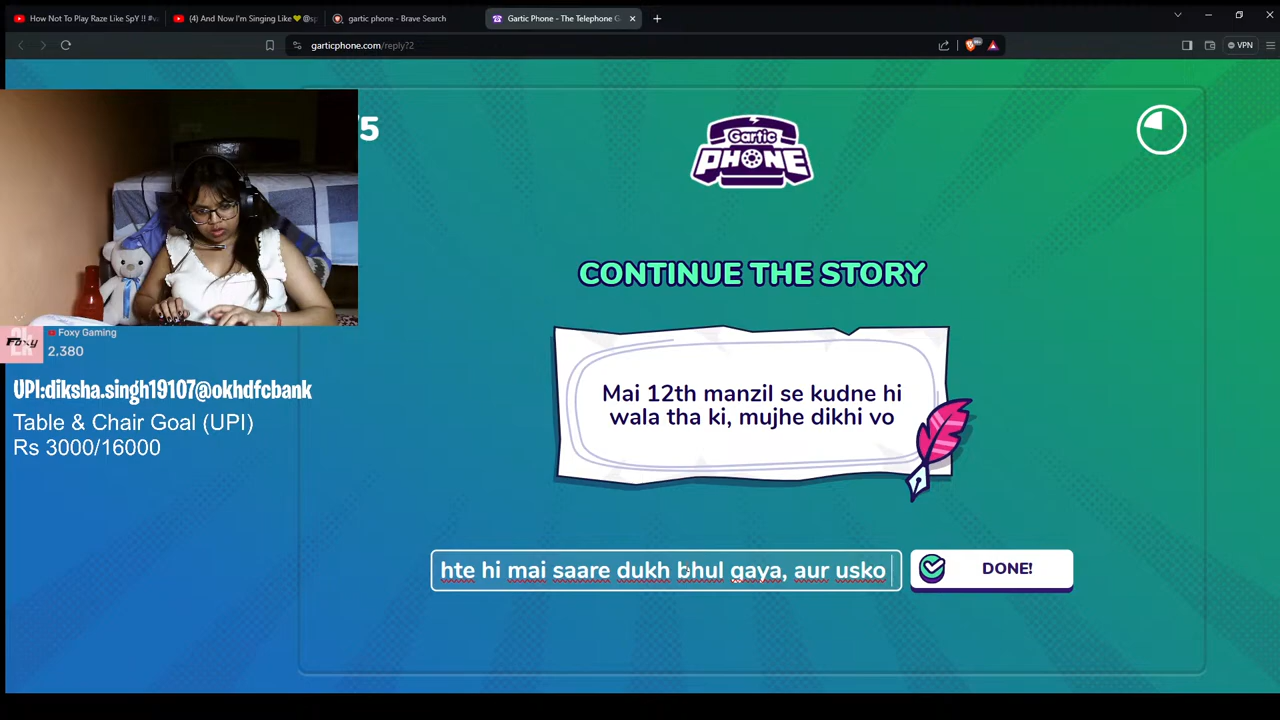 How Not To Play Raze Like SpY !! #va
(4) And Now I'm Singing Like 💛 @sp
gartic phone - Brave Search
Gartic Phone - The Telephone G
garticphone.com/reply?2
VPN
/5
Gartic
PHONE
CONTINUE THE STORY
Mai 12th manzil se kudne hi
wala tha ki, mujhe dikhi vo
hte hi mai saare dukh bhul gaya, aur usko
DONE!
Foxy
Foxy Gaming
2,380
UPI:diksha.singh19107@okhdfcbank
Table & Chair Goal (UPI)
Rs 3000/16000